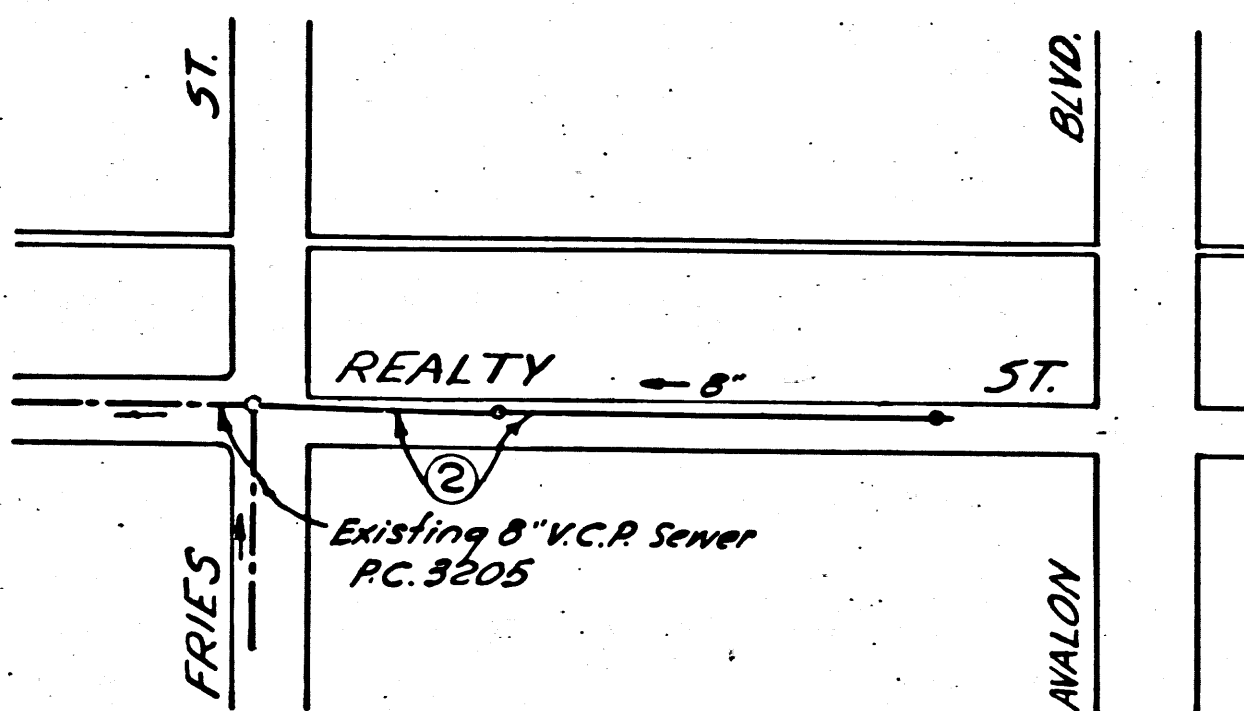 ST.
BLVD.
REALTY
8"
ST.
2
Existing 8" V.C.P. Sewer
P.C. 3205
FRIES
AVALON